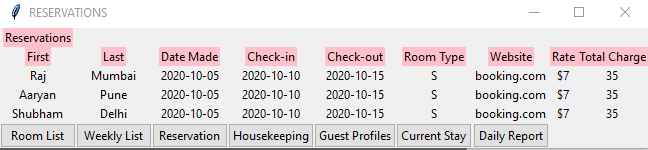 RESERVATIONS
Reservations
First Last Date Made Check-in Check-out Room Type Website Rate Total Charge
Raj Mumbai 2020-10-05 2020-10-10 2020-10-15 S booking.com $7 35
Aaryan Pune 2020-10-05 2020-10-10 2020-10-15 S booking.com $7 35
Shubham Delhi 2020-10-05 2020-10-10 2020-10-15 S booking.com $7 35
Room List Weekly List Reservation Housekeeping Guest Profiles Current Stay Daily Report